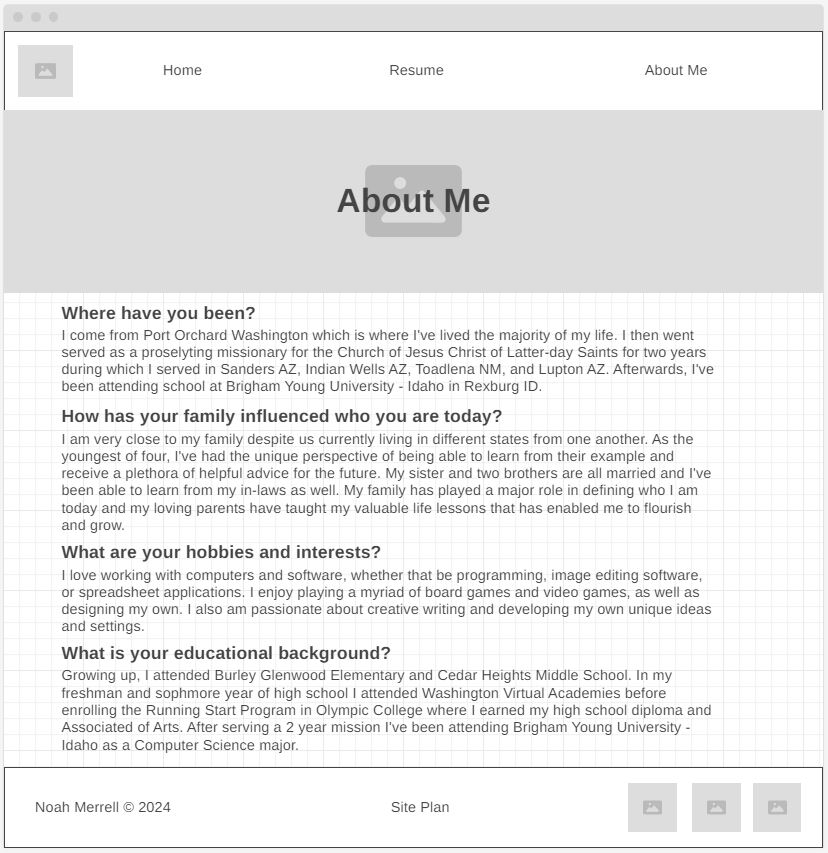 Home
Resume
About Me
About Me
Where have you been?
I come from Port Orchard Washington which is where I've lived the majority of my life. I then went
served as a proselyting missionary for the Church of Jesus Christ of Latter-day Saints for two years
during which I served in Sanders AZ, Indian Wells AZ, Toadlena NM, and Lupton AZ. Afterwards, I've
been attending school at Brigham Young University - Idaho in Rexburg ID.
How has your family influenced who you are today?
I am very close to my family despite us currently living in different states from one another. As the
youngest of four, I've had the unique perspective of being able to learn from their example and
receive a plethora of helpful advice for the future. My sister and two brothers are all married and I've
been able to learn from my in-laws as well. My family has played a major role in defining who I am
today and my loving parents have taught my valuable life lessons that has enabled me to flourish
and grow.
What are your hobbies and interests?
I love working with computers and software, whether that be programming, image editing software,
or spreadsheet applications. I enjoy playing a myriad of board games and video games, as well as
designing my own. I also am passionate about creative writing and developing my own unique ideas
and settings.
What is your educational background?
Growing up, I attended Burley Glenwood Elementary and Cedar Heights Middle School. In my
freshman and sophmore year of high school I attended Washington Virtual Academies before
enrolling the Running Start Program in Olympic College where I earned my high school diploma and
Associated of Arts. After serving a 2 year mission I've been attending Brigham Young University -
Idaho as a Computer Science major.
Noah Merrell © 2024
Site Plan